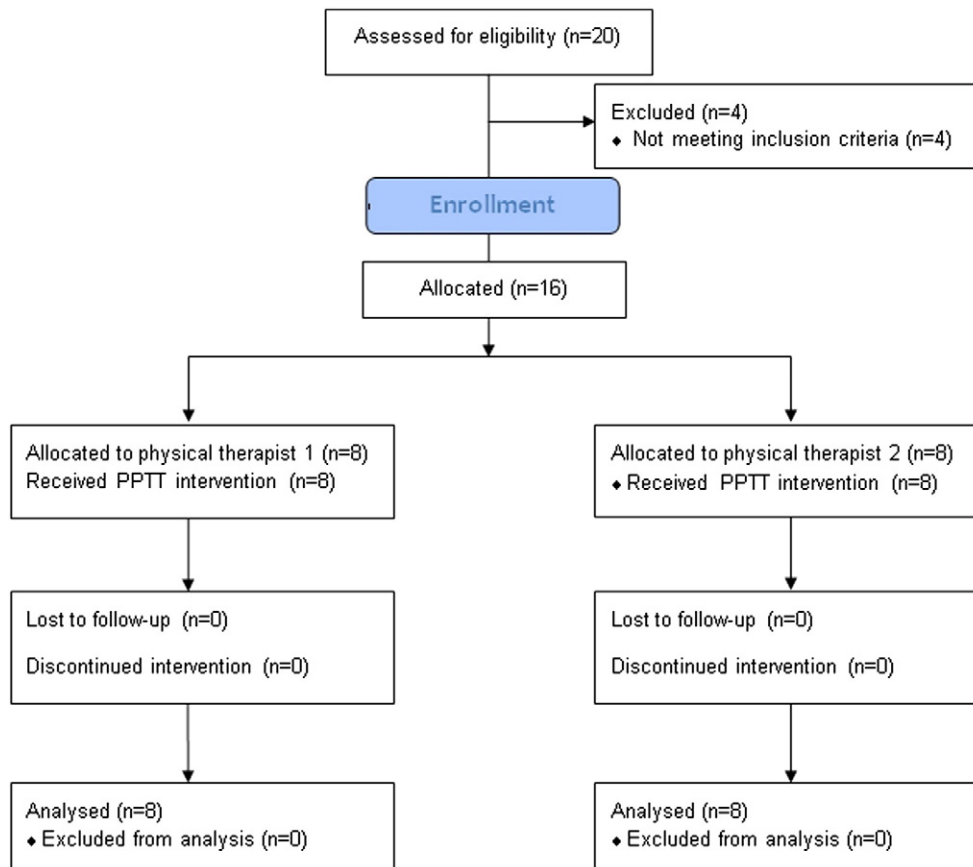 Assessed for eligibility (n=20)
Excluded (n=4)
◆ Not meeting inclusion criteria (n=4)
Enrollment
Allocated (n=16)
Allocated to physical therapist 1 (n=8)
Received PPTT intervention (n=8)
Allocated to physical therapist 2 (n=8)
◆ Received PPTT intervention (n=8)
Lost to follow-up (n=0)
Discontinued intervention (n=0)
Lost to follow-up (n=0)
Discontinued intervention (n=0)
Analysed (n=8)
◆ Excluded from analysis (n=0)
Analysed (n=8)
◆ Excluded from analysis (n=0)